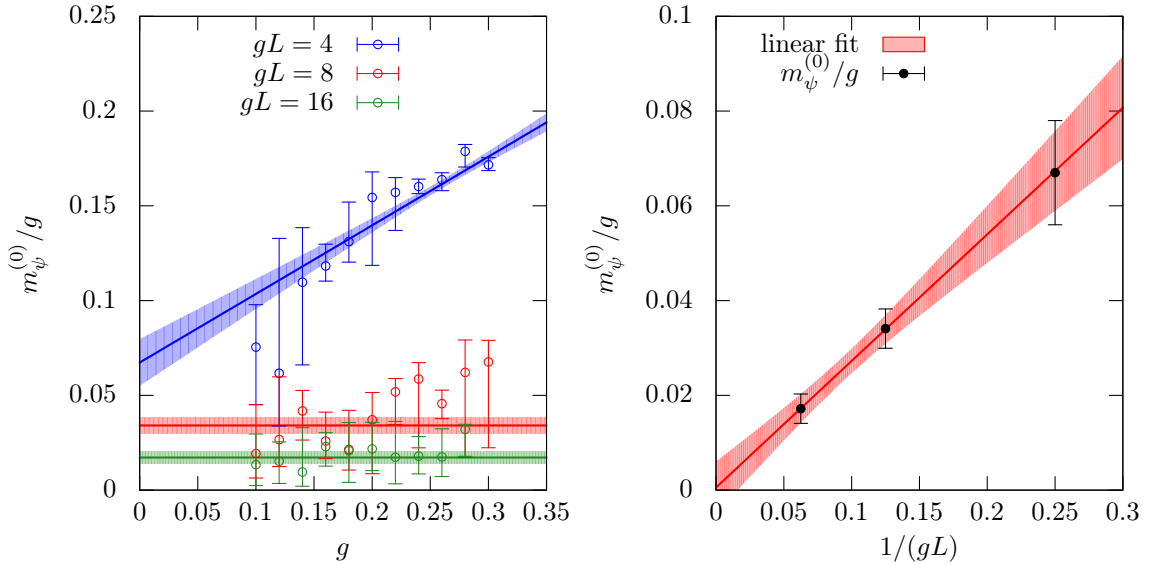 0
0.05
0.1
0.15
0.2
0.25
0 0.05 0.1 0.15 0.2 0.25 0.3 0.35
m_ψ^(0)/g
g
gL = 4
gL = 8
gL = 16
0
0.02
0.04
0.06
0.08
0.1
0 0.05 0.1 0.15 0.2 0.25 0.3
m_ψ^(0)/g
1/(gL)
linear fit
m_ψ^(0)/g